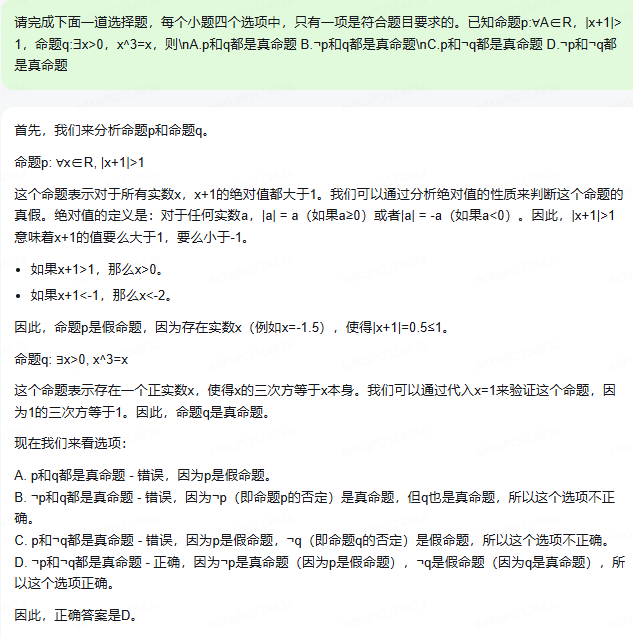 请完成下面一道选择题，每个小题四个选项中，只有一项是符合题目要求的。已知命题p:∀A∈R，|x+1|>
1，命题q:∃x>0，x^3=x，则\nA.p和q都是真命题 B.¬p和q都是真命题\nC.p和¬q都是真命题 D.¬p和¬q都
是真命题
首先，我们来分析命题p和命题q。
命题p: ∀x∈R, |x+1|>1
这个命题表示对于所有实数x，x+1的绝对值都大于1。我们可以通过分析绝对值的性质来判断这个命题的
真假。绝对值的定义是：对于任何实数a，|a| = a（如果a≥0）或者|a| = -a（如果a<0）。因此，|x+1|>1
意味着x+1的值要么大于1，要么小于-1。
• 如果x+1>1，那么x>0。
• 如果x+1<-1，那么x<-2。
因此，命题p是假命题，因为存在实数x（例如x=-1.5），使得|x+1|=0.5≤1。
命题q: ∃x>0, x^3=x
这个命题表示存在一个正实数x，使得x的三次方等于x本身。我们可以通过代入x=1来验证这个命题，因
为1的三次方等于1。因此，命题q是真命题。
现在我们来看选项：
A. p和q都是真命题 - 错误，因为p是假命题。
B. ¬p和q都是真命题 - 错误，因为¬p（即命题p的否定）是真命题，但q也是真命题，所以这个选项不正
确。
C. p和¬q都是真命题 - 错误，因为p是假命题，¬q（即命题q的否定）是假命题，所以这个选项不正确。
D. ¬p和¬q都是真命题 - 正确，因为¬p是真命题（因为p是假命题），¬q是假命题（因为q是真命题），所
以这个选项正确。
因此，正确答案是D。